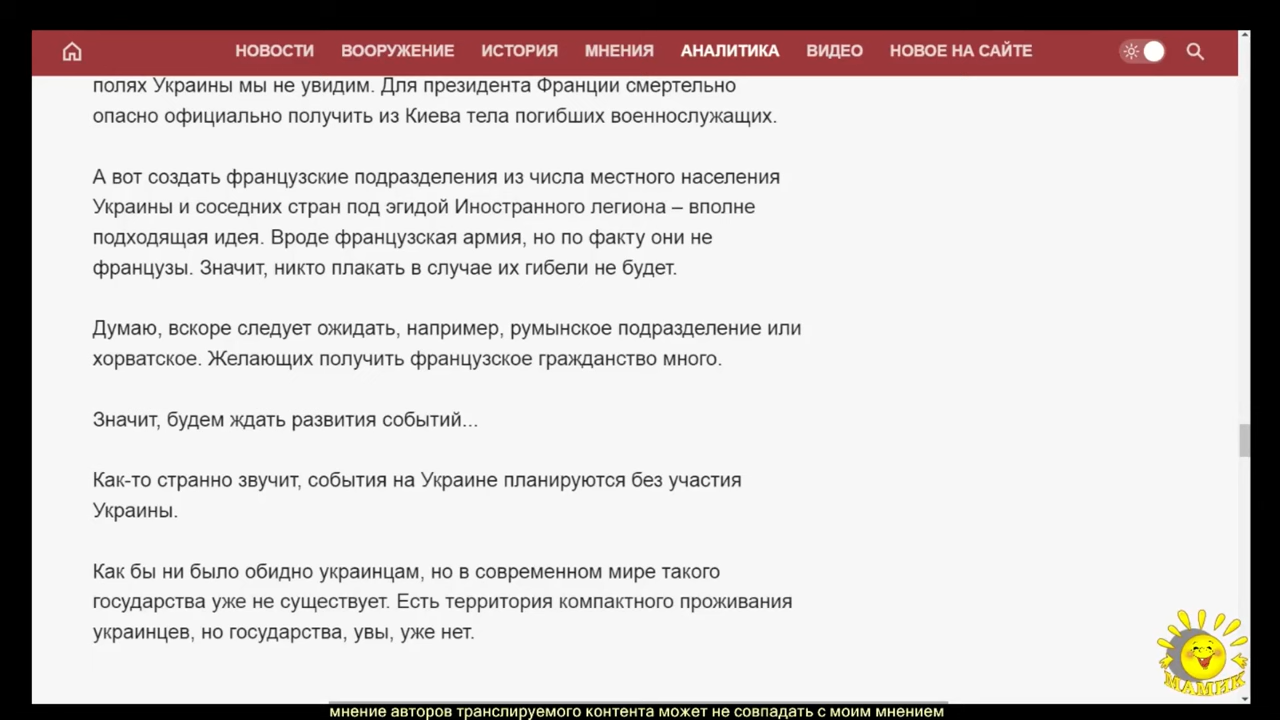 НОВОСТИ ВООРУЖЕНИЕ ИСТОРИЯ МНЕНИЯ АНАЛИТИКА ВИДЕО НОВОЕ НА САЙТЕ
полях Украины мы не увидим. Для президента Франции смертельно
опасно официально получить из Киева тела погибших военнослужащих.
А вот создать французские подразделения из числа местного населения
Украины и соседних стран под эгидой Иностранного легиона – вполне
подходящая идея. Вроде французская армия, но по факту они не
французы. Значит, никто плакать в случае их гибели не будет.
Думаю, вскоре следует ожидать, например, румынское подразделение или
хорватское. Желающих получить французское гражданство много.
Значит, будем ждать развития событий...
Как-то странно звучит, события на Украине планируются без участия
Украины.
Как бы ни было обидно украинцам, но в современном мире такого
государства уже не существует. Есть территория компактного проживания
украинцев, но государства, увы, уже нет.
МАМИК
мнение авторов транслируемого контента может не совпадать с моим мнением